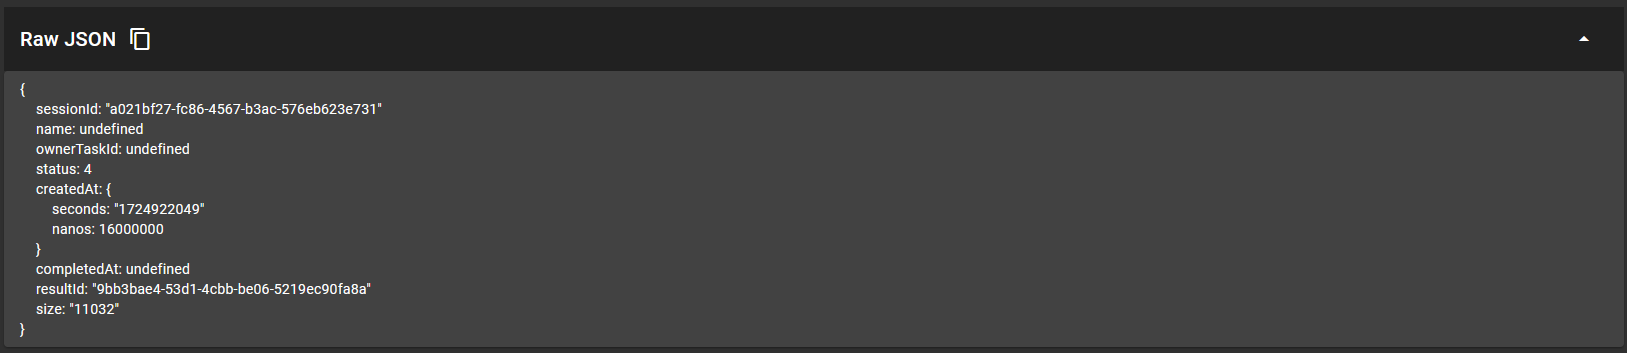 Raw JSON
{
sessionId: "a021bf27-fc86-4567-b3ac-576eb623e731"
name: undefined
ownerTaskId: undefined
status: 4
createdAt: {
seconds: "1724922049"
nanos: 16000000
}
completedAt: undefined
resultId: "9bb3bae4-53d1-4cbb-be06-5219ec90fa8a"
size: "11032"
}